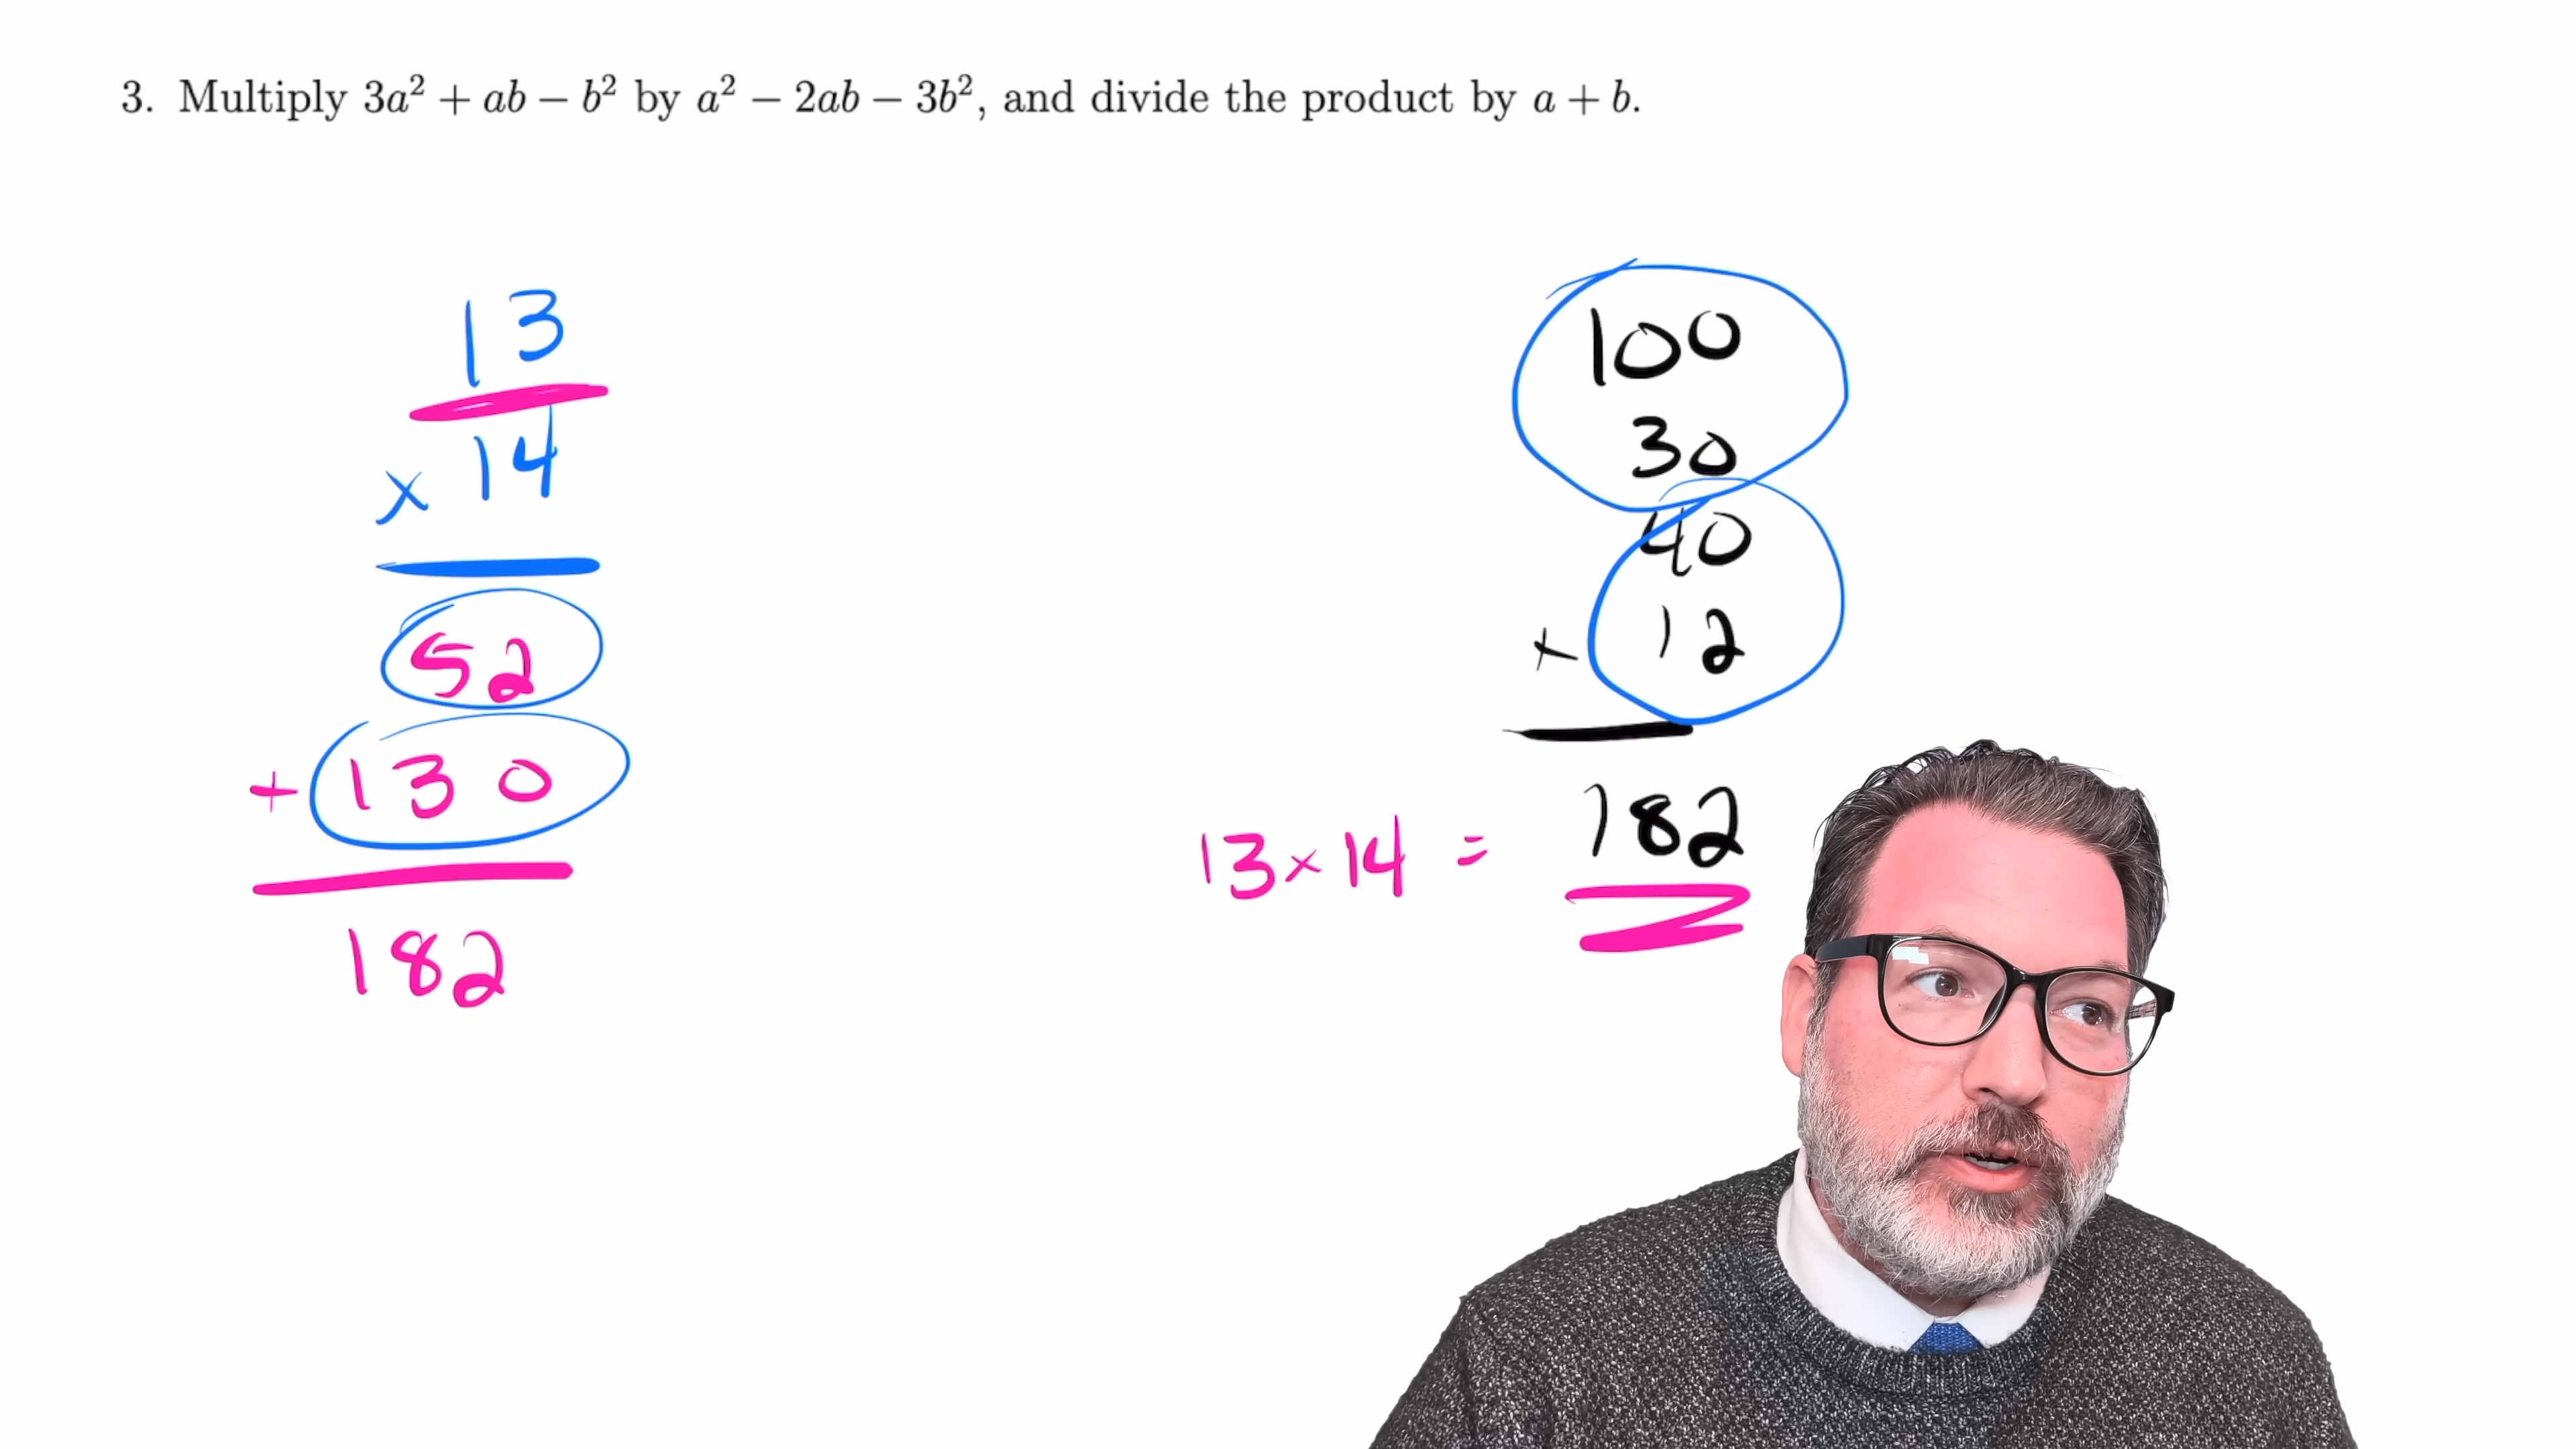 3. Multiply 3a² + ab − b² by a² − 2ab − 3b², and divide the product by a + b.
13
x 14
52
+ 130
182
100
30
40
+ 12
13 x 14 = 182